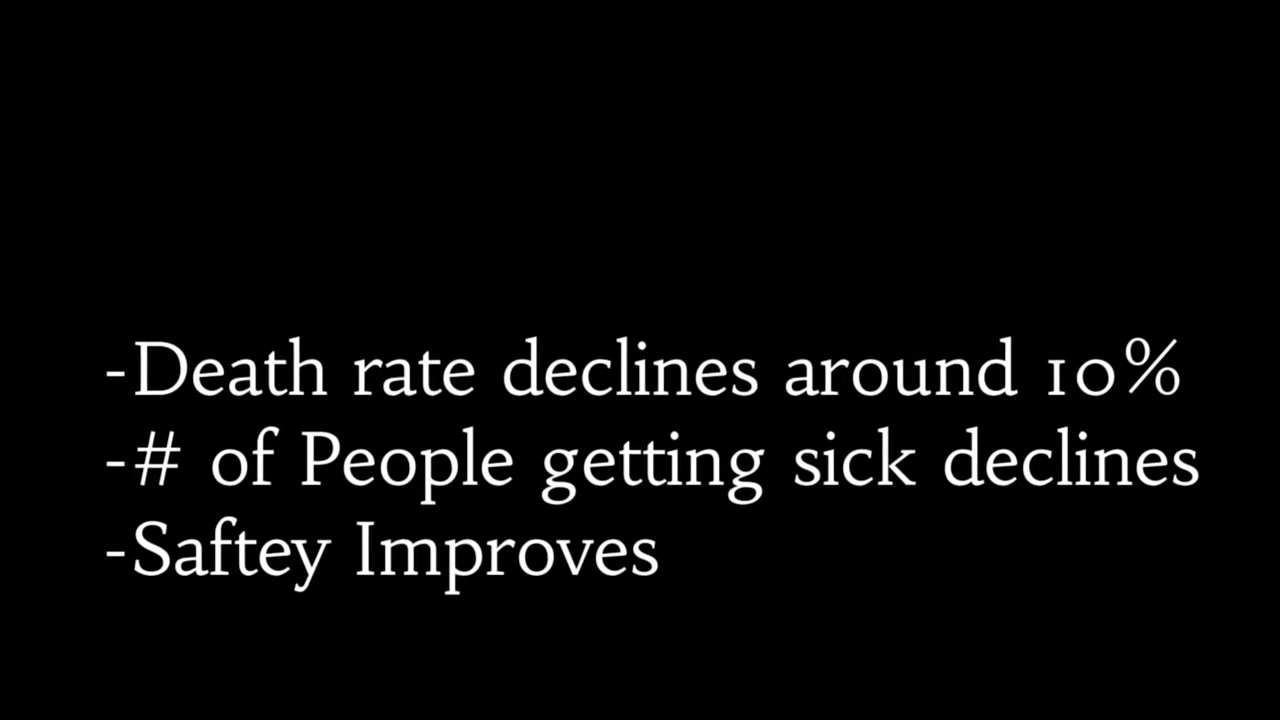 -Death rate declines around 10%
-# of People getting sick declines
-Saftey Improves